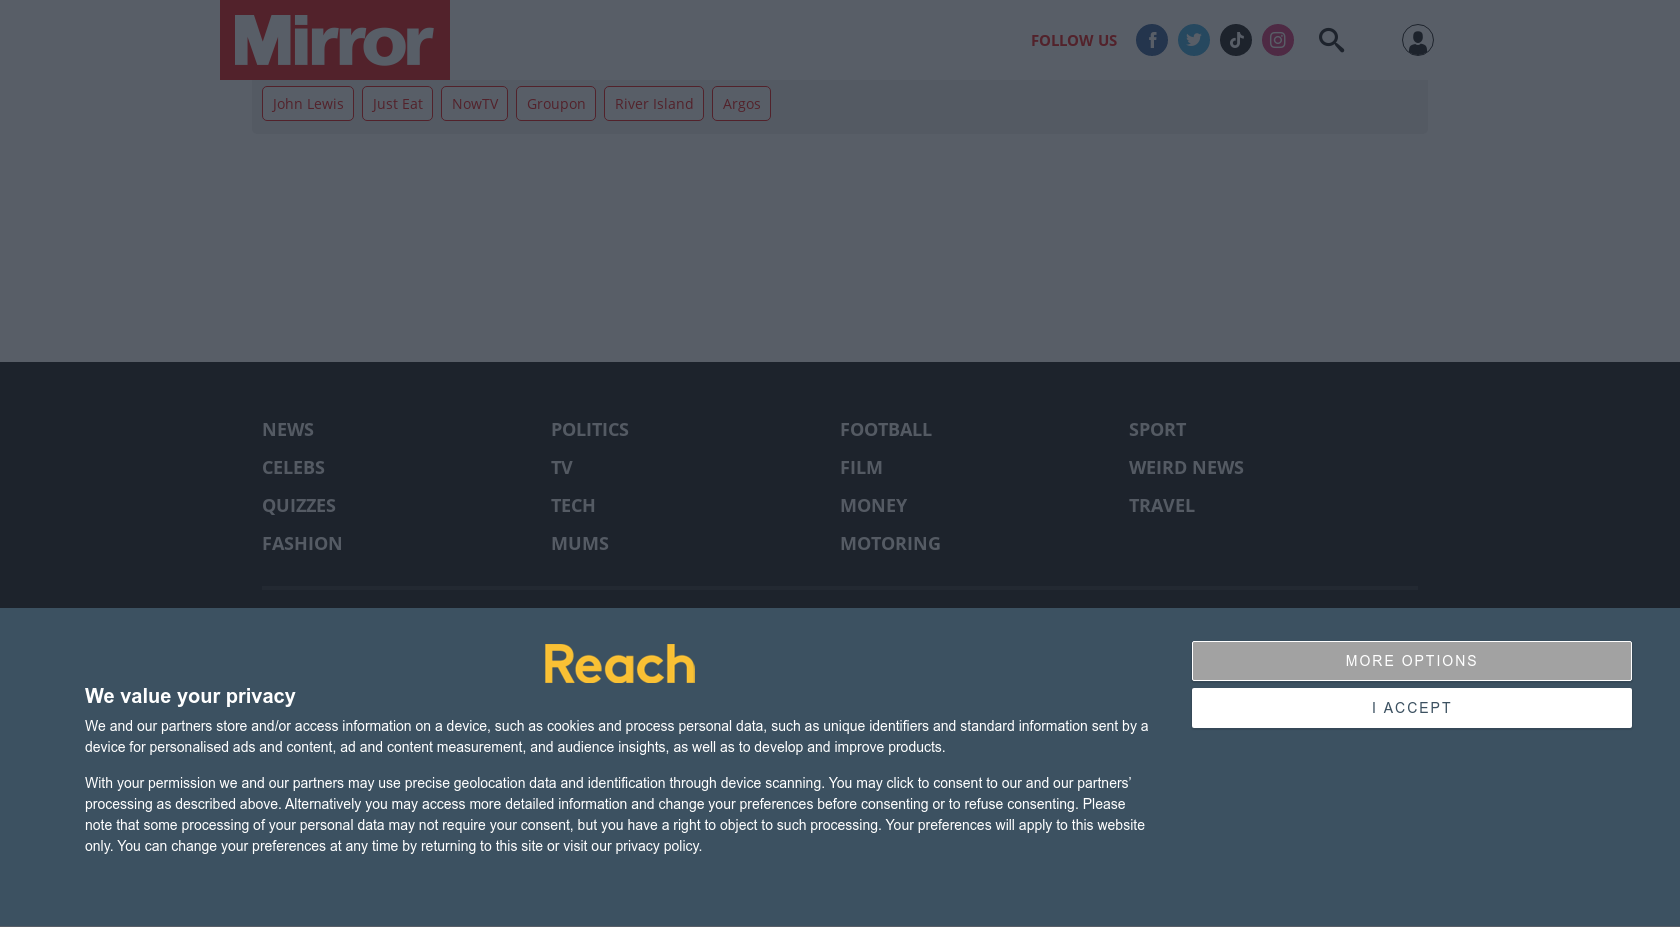 Mirror
FOLLOW US
John Lewis
Just Eat
NowTV
Groupon
River Island
Argos
NEWS
POLITICS
FOOTBALL
SPORT
CELEBS
TV
FILM
WEIRD NEWS
QUIZZES
TECH
MONEY
TRAVEL
FASHION
MUMS
MOTORING
Reach
We value your privacy
We and our partners store and/or access information on a device, such as cookies and process personal data, such as unique identifiers and standard information sent by a
device for personalised ads and content, ad and content measurement, and audience insights, as well as to develop and improve products.
With your permission we and our partners may use precise geolocation data and identification through device scanning. You may click to consent to our and our partners’
processing as described above. Alternatively you may access more detailed information and change your preferences before consenting or to refuse consenting. Please
note that some processing of your personal data may not require your consent, but you have a right to object to such processing. Your preferences will apply to this website
only. You can change your preferences at any time by returning to this site or visit our privacy policy.
MORE OPTIONS
I ACCEPT